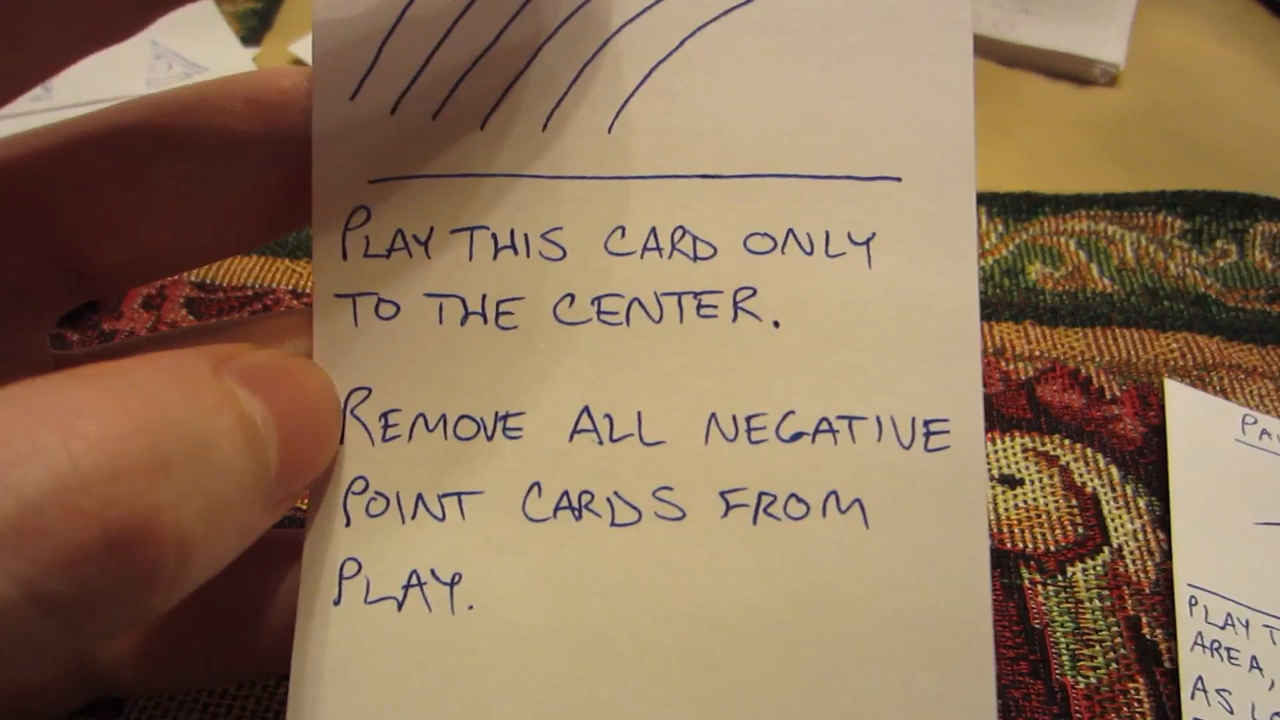 PLAY THIS CARD ONLY
TO THE CENTER.
REMOVE ALL NEGATIVE
POINT CARDS FROM
PLAY.
PLAY
AREA,
AS